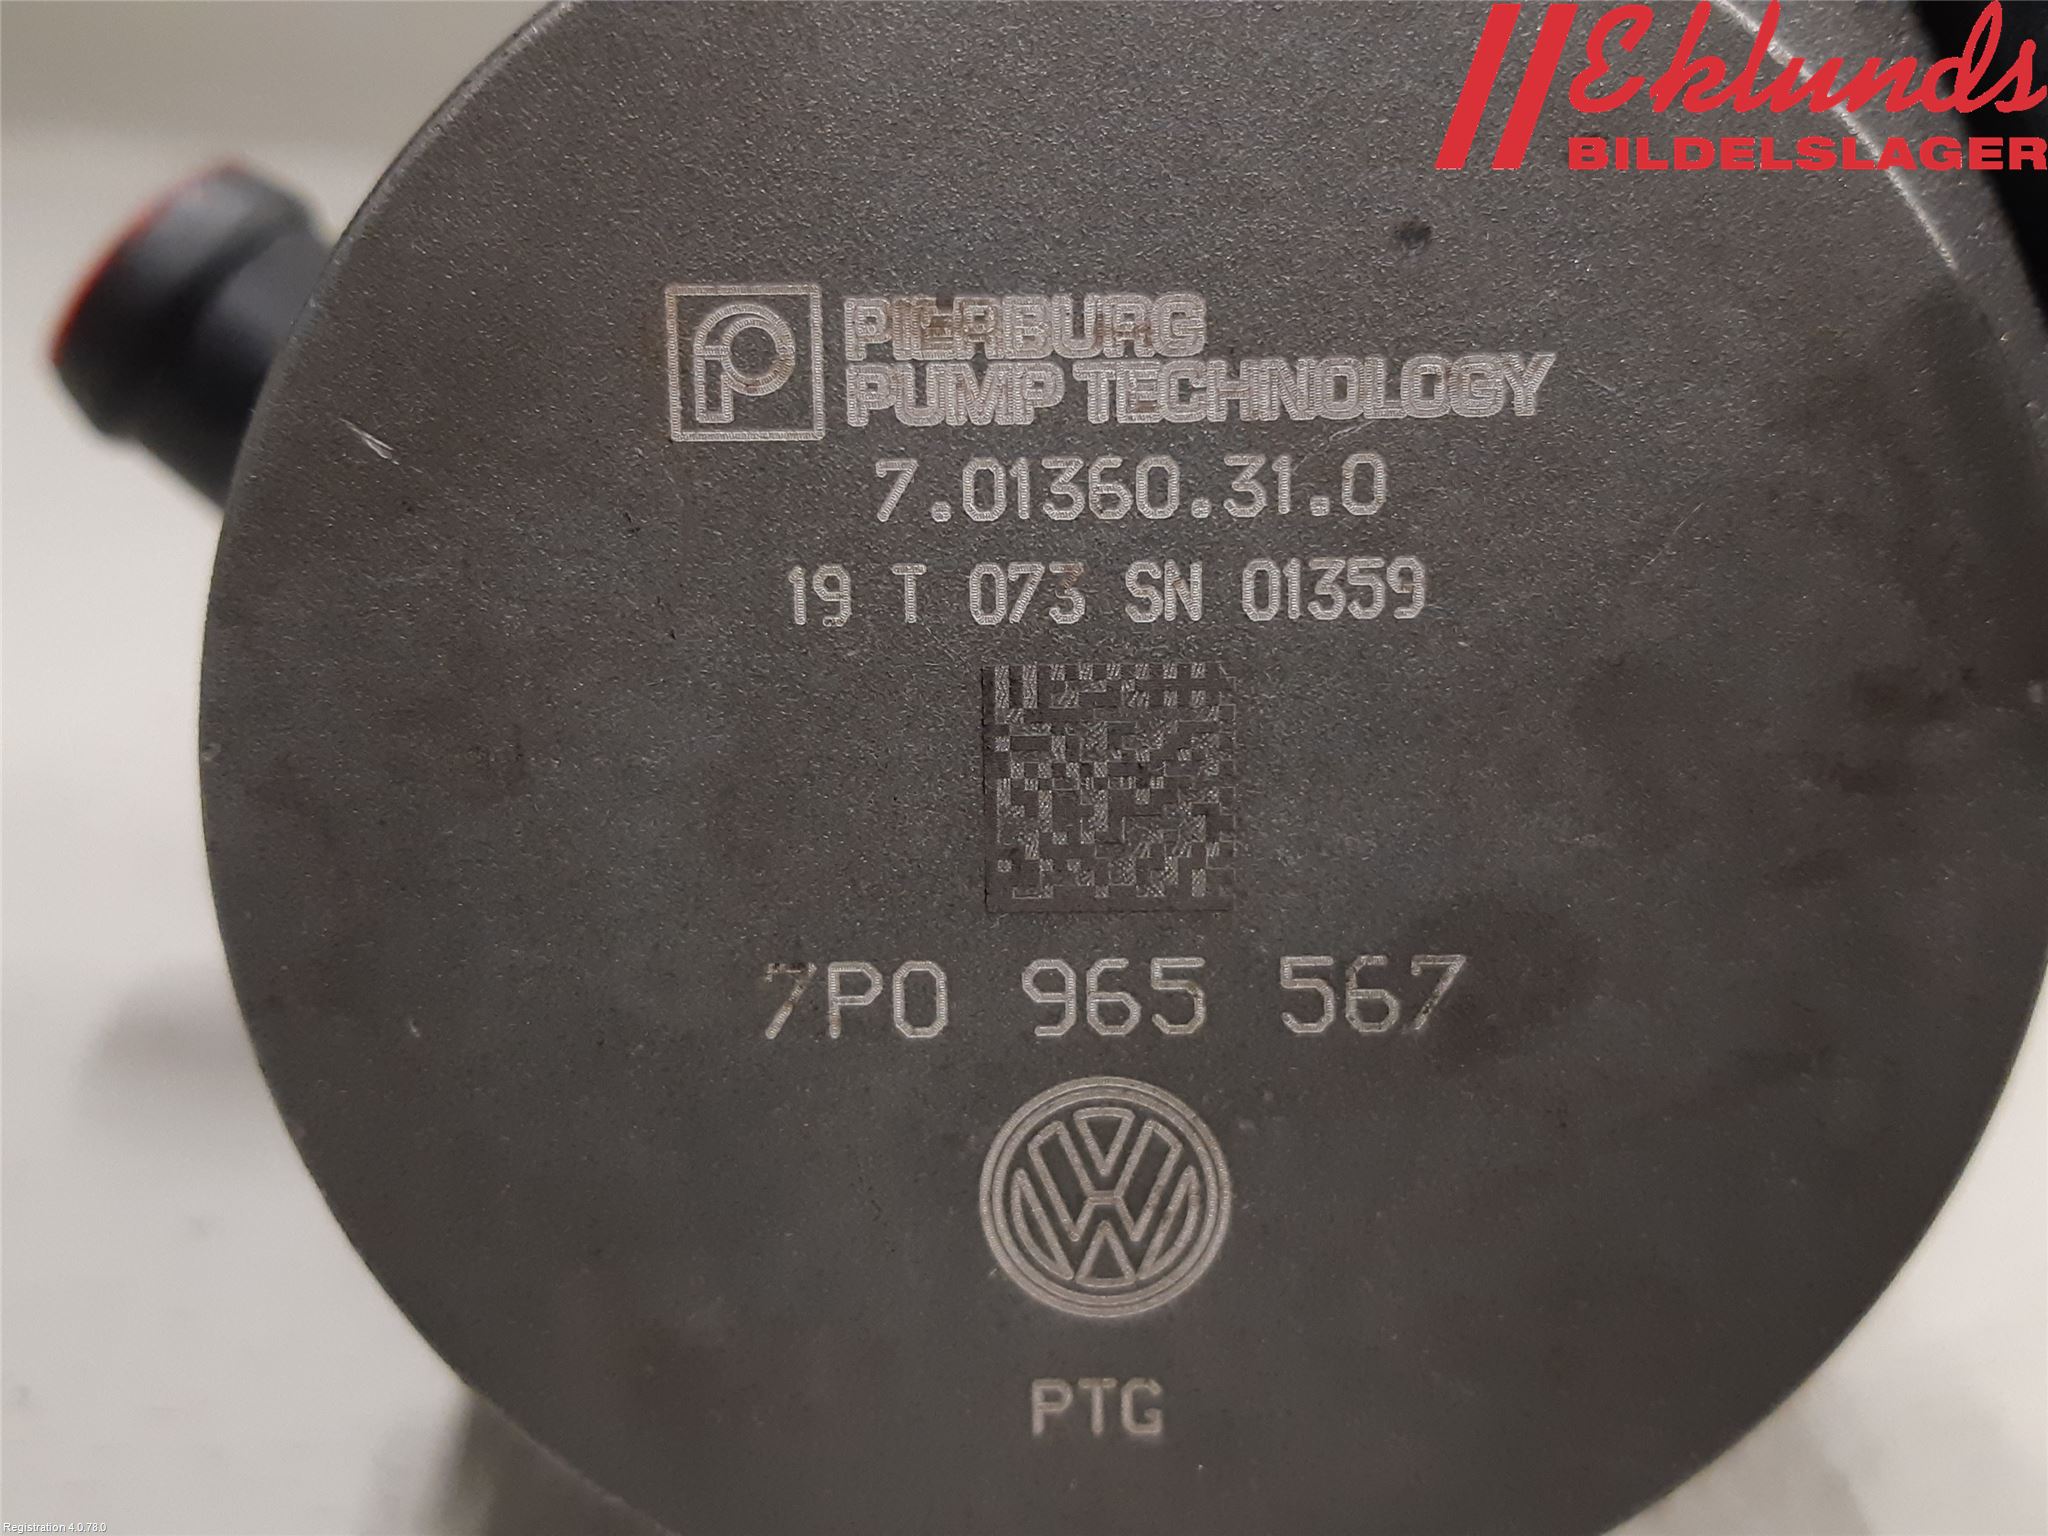 Eklunds
BILDELSLAGER
PIERBURG
PUMP TECHNOLOGY
7.01360.31.0
19 T 073 SN 01359
7P0 965 567
PTG
Registration 4.0.78.0